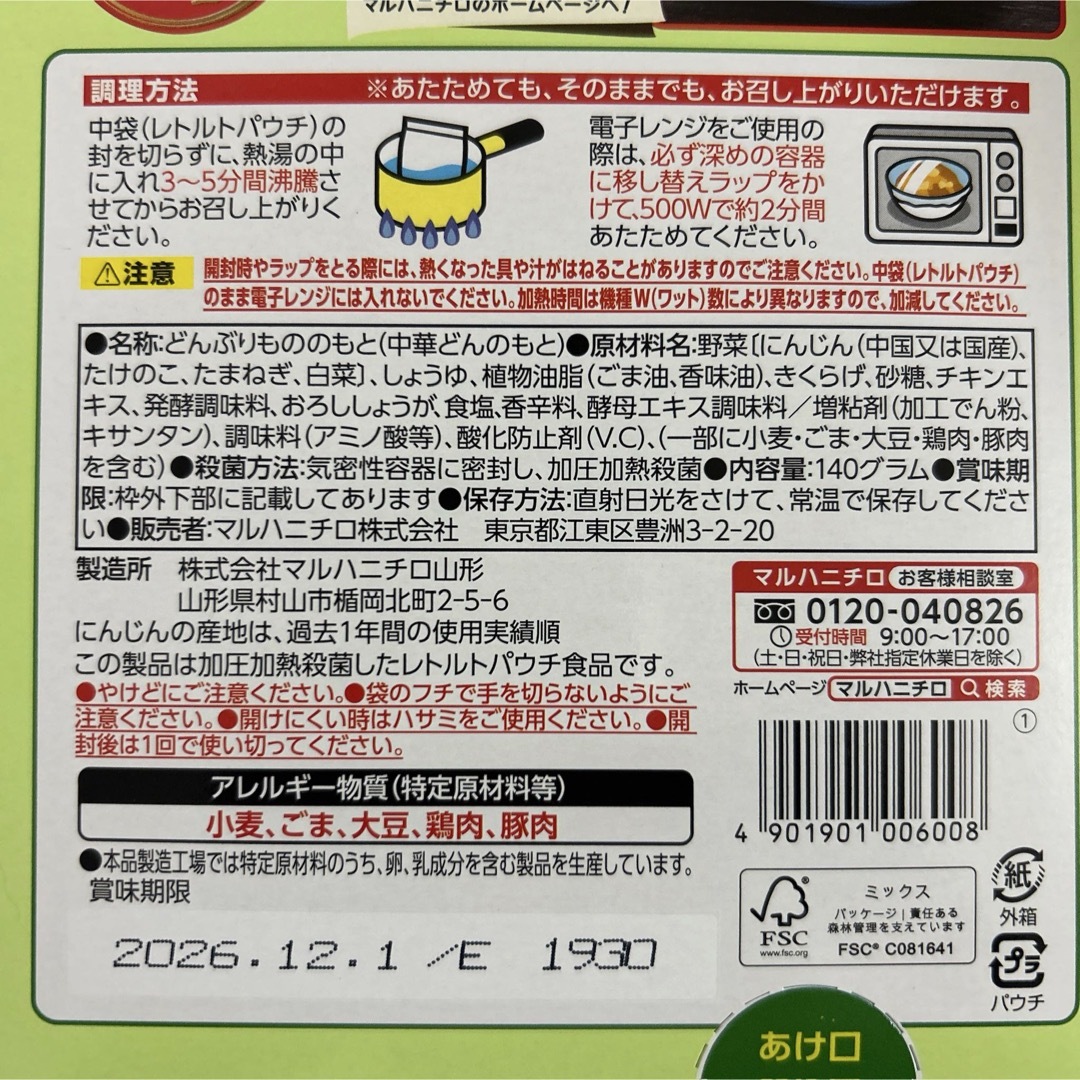 マルハニチロのホームページへ!
調理方法 ※あたためても、そのままでも、お召し上がりいただけます。
中袋(レトルトパウチ)の
封を切らずに、熱湯の中
に入れ3〜5分間沸騰さ
せてからお召し上がりく
ださい。
電子レンジをご使用の
際は、必ず深めの容器
に移し替えラップをか
けて、500Wで約2分間
あたためてください。
⚠注意 開封時やラップをとる際には、熱くなった具や汁がはねることがありますのでご注意ください。中袋(レトルトパウチ)
のまま電子レンジには入れないでください。加熱時間は機種W(ワット)数により異なりますので、加減してください。
●名称:どんぶりもののもと(中華どんのもと)●原材料名:野菜〔にんじん(中国又は国産)、
たけのこ、たまねぎ、白菜〕、しょうゆ、植物油脂(ごま油、香味油)、きくらげ、砂糖、チキンエ
キス、発酵調味料、おろししょうが、食塩、香辛料、酵母エキス調味料/増粘剤(加工でん粉、
キサンタン)、調味料(アミノ酸等)、酸化防止剤(V.C)、(一部に小麦・ごま・大豆・鶏肉・豚肉
を含む)●殺菌方法:気密性容器に密封し、加圧加熱殺菌●内容量:140グラム●賞味期
限:枠外下部に記載してあります●保存方法:直射日光をさけて、常温で保存してくださ
い●販売者:マルハニチロ株式会社 東京都江東区豊洲3-2-20
製造所 株式会社マルハニチロ山形
山形県村山市楯岡北町2-5-6
にんじんの産地は、過去1年間の使用実績順
この製品は加圧加熱殺菌したレトルトパウチ食品です。
●やけどにご注意ください。●袋のフチで手を切らないようにご
注意ください。●開けにくい時はハサミをご使用ください。●開
封後は1回で使い切ってください。
マルハニチロ お客様相談室
0120-040826
受付時間 9:00〜17:00
(土・日・祝日・弊社指定休業日を除く)
ホームページ マルハニチロ 検索
①
アレルギー物質(特定原材料等)
小麦、ごま、大豆、鶏肉、豚肉
●本品製造工場では特定原材料のうち、卵、乳成分を含む製品を生産しています。
賞味期限
2026.12.1 /E 1930
4 901901 006008
FSC®
www.fsc.org
ミックス
パッケージ|責任ある
森林管理を支えています
FSC® C081641
紙
外箱
プラ
パウチ
あけ口